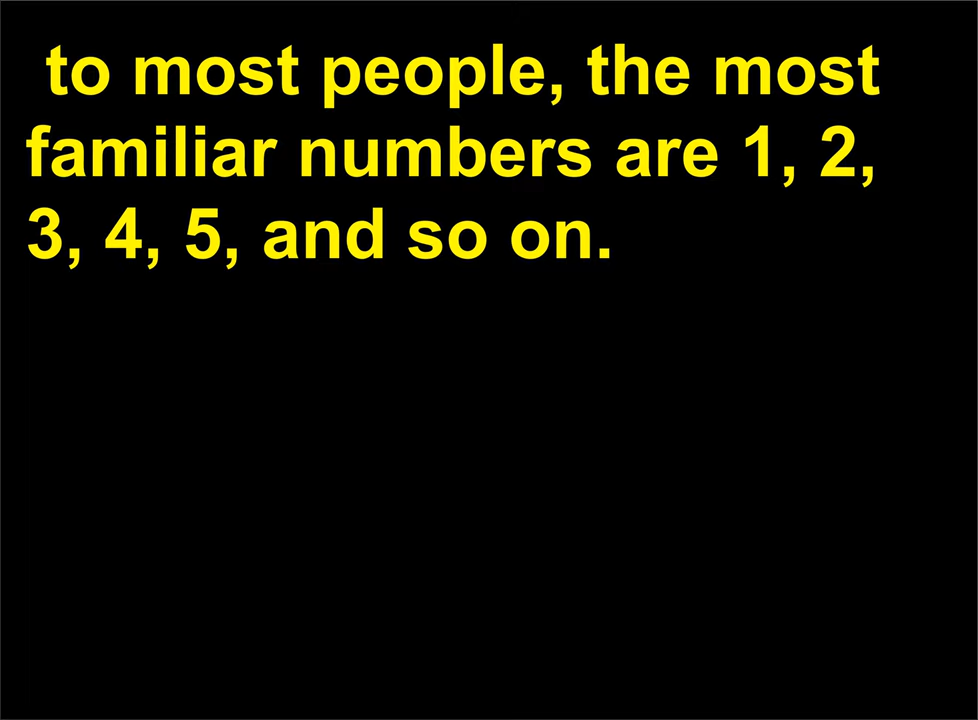 to most people, the most
familiar numbers are 1, 2,
3, 4, 5, and so on.